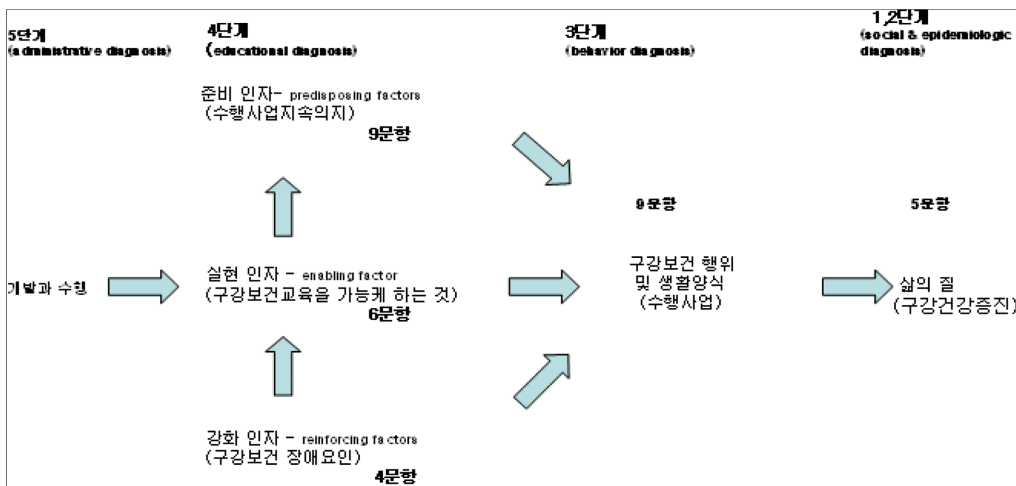 5단계
(administrative diagnosis)
4단계
(educational diagnosis)
3단계
(behavior diagnosis)
1,2단계
(social & epidemiologic
diagnosis)
준비 인자- predisposing factors
(수행사업지속의지)
9문항
9문항
5문항
개발과 수행
실현 인자 - enabling factor
(구강보건교육을 가능케 하는 것)
6문항
구강보건 행위
및 생활양식
(수행사업)
삶의 질
(구강건강증진)
강화 인자 - reinforcing factors
(구강보건 장애요인)
4문항